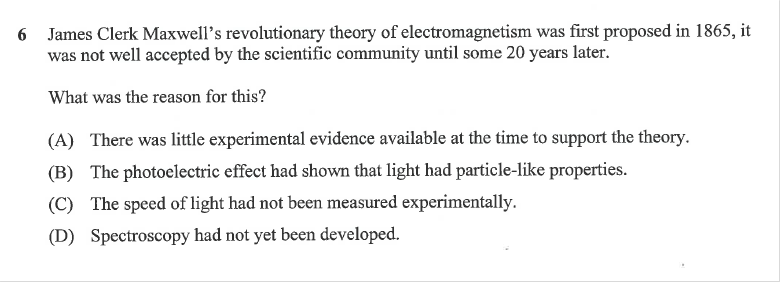 6 James Clerk Maxwell's revolutionary theory of electromagnetism was first proposed in 1865, it
was not well accepted by the scientific community until some 20 years later.
What was the reason for this?
(A) There was little experimental evidence available at the time to support the theory.
(B) The photoelectric effect had shown that light had particle-like properties.
(C) The speed of light had not been measured experimentally.
(D) Spectroscopy had not yet been developed.